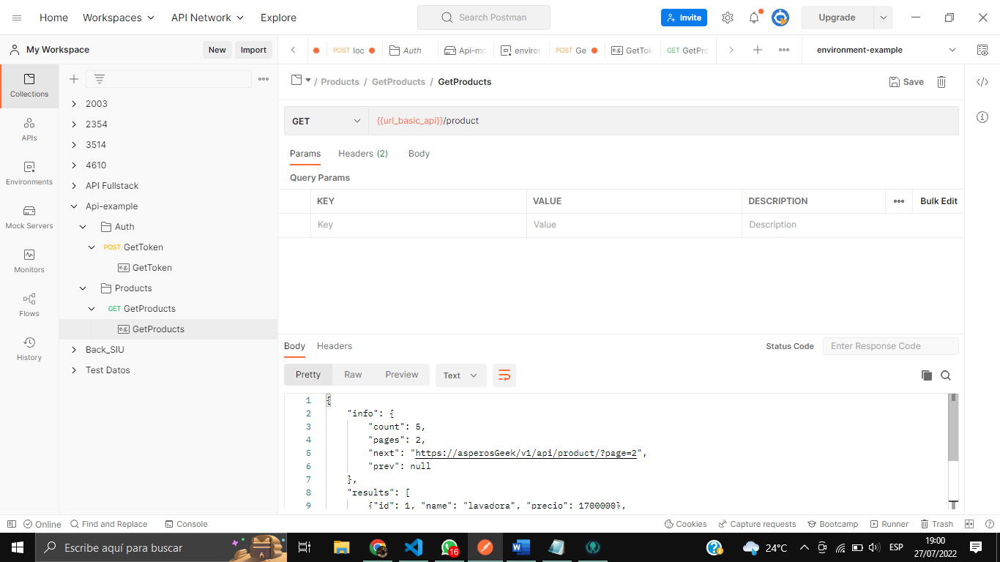 Home Workspaces API Network Explore Search Postman Invite Upgrade
My Workspace New Import
POST loc Auth Api-mo environ POST Ge GetTok GET GetPro environment-example
Collections
APIs
Environments
Mock Servers
Monitors
Flows
History
2003
2354
3514
4610
API Fullstack
Api-example
Auth
POST GetToken
e.g. GetToken
Products
GET GetProducts
e.g. GetProducts
Back_SIU
Test Datos
/ Products / GetProducts / GetProducts Save
GET {{url_basic_api}}/product
Params Headers (2) Body
Query Params
KEY VALUE DESCRIPTION Bulk Edit
Key Value Description
Body Headers Status Code Enter Response Code
Pretty Raw Preview Text
1 {
2 "info": {
3 "count": 5,
4 "pages": 2,
5 "next": "https://asperosGeek/v1/api/product/?page=2",
6 "prev": null
7 },
8 "results": [
9 {"id": 1, "name": "lavadora", "precio": 1700000},
Online Find and Replace Console Cookies Capture requests Bootcamp Runner Trash
Escribe aquí para buscar 16 24°C ESP 19:00
27/07/2022